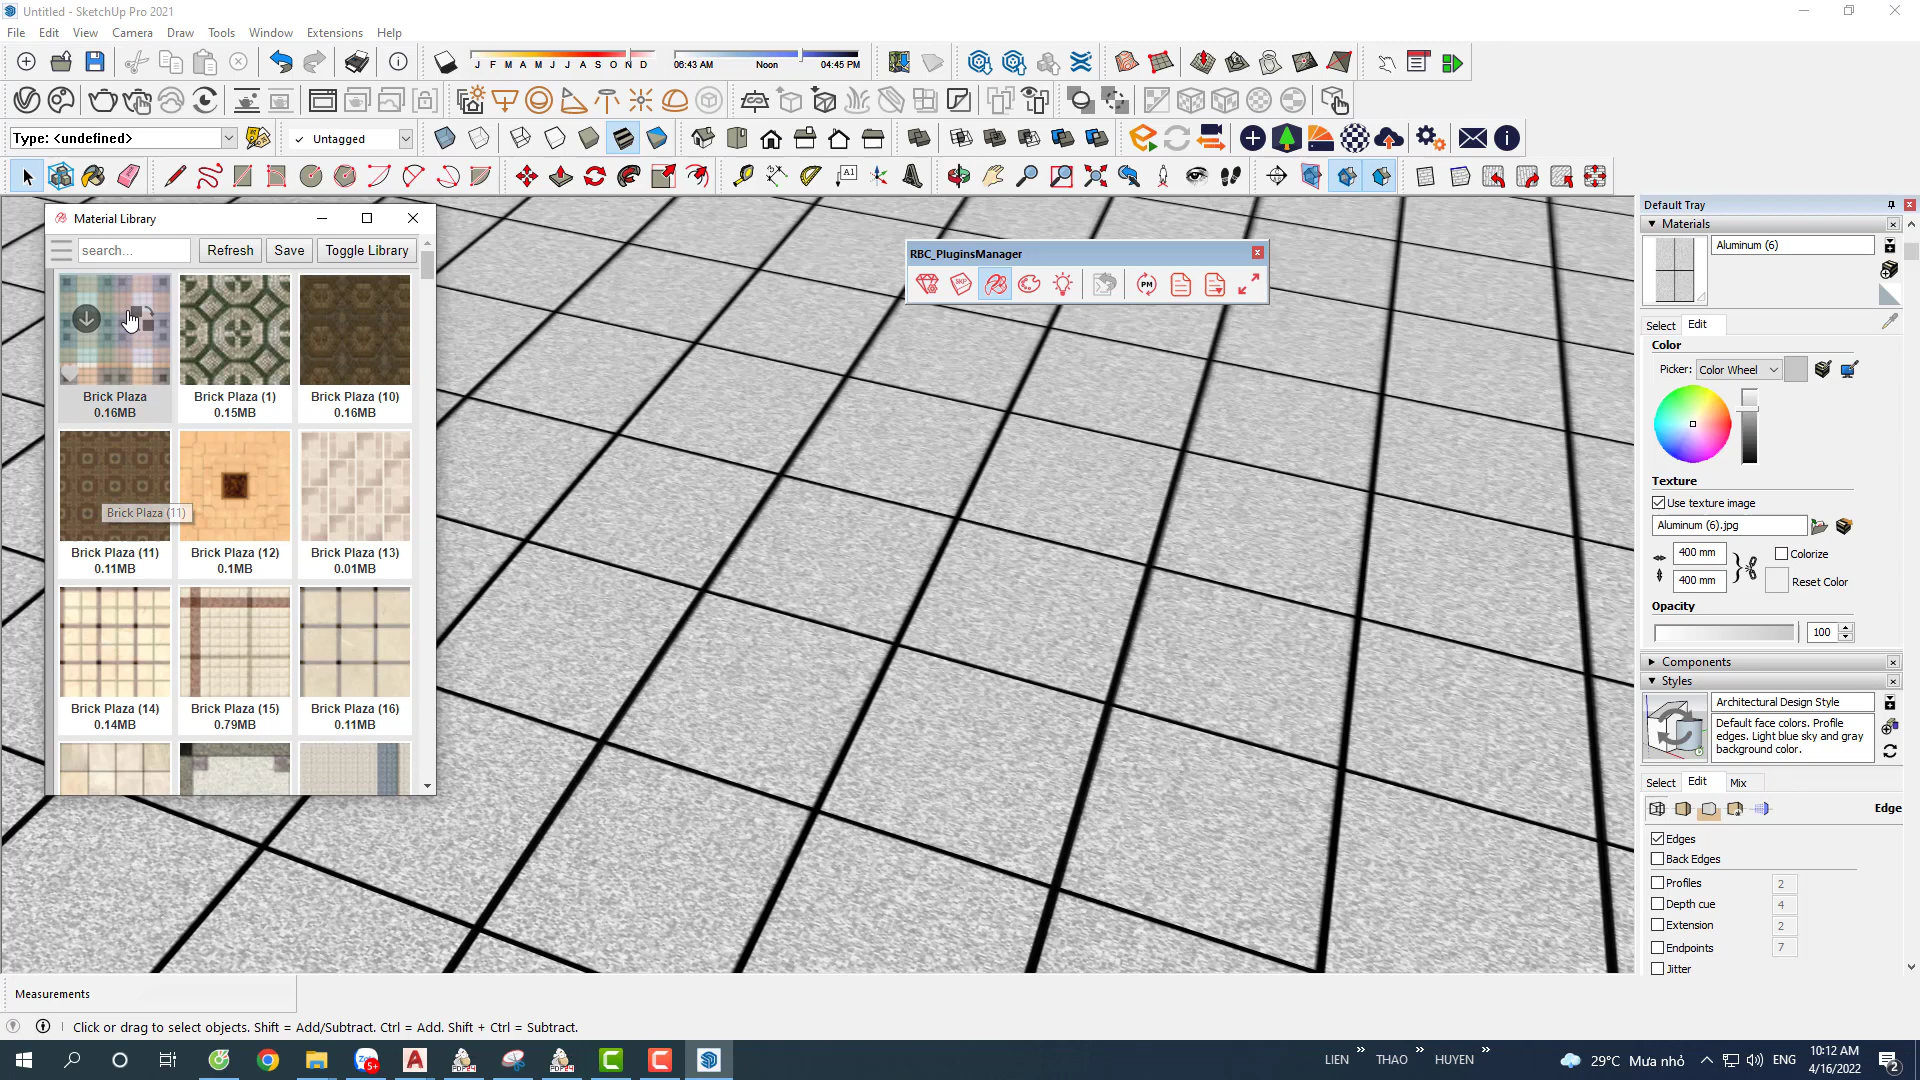 Untitled - SketchUp Pro 2021
File Edit View Camera Draw Tools Window Extensions Help
J F M A M J J A S O N D
06:43 AM Noon 04:45 PM
Type: <undefined>
Untagged
A1
Material Library
search...
Refresh
Save
Toggle Library
Brick Plaza
0.16MB
Brick Plaza (1)
0.15MB
Brick Plaza (10)
0.16MB
Brick Plaza (11)
Brick Plaza (11)
0.11MB
Brick Plaza (12)
0.1MB
Brick Plaza (13)
0.01MB
Brick Plaza (14)
0.14MB
Brick Plaza (15)
0.79MB
Brick Plaza (16)
0.11MB
RBC_PluginsManager
SKP
PM
Default Tray
Materials
Aluminum (6)
Select Edit
Color
Picker: Color Wheel
Texture
Use texture image
Aluminum (6).jpg
400 mm
Colorize
400 mm
Reset Color
Opacity
100
Components
Styles
Architectural Design Style
Default face colors. Profile
edges. Light blue sky and gray
background color.
Select Edit Mix
Edge
Edges
Back Edges
Profiles 2
Depth cue 4
Extension 2
Endpoints 7
Jitter
Measurements
Click or drag to select objects. Shift = Add/Subtract. Ctrl = Add. Shift + Ctrl = Subtract.
5+
PDF24
PDF24
LIEN » THAO » HUYEN »
29°C Mưa nhỏ
ENG
10:12 AM
4/16/2022
2